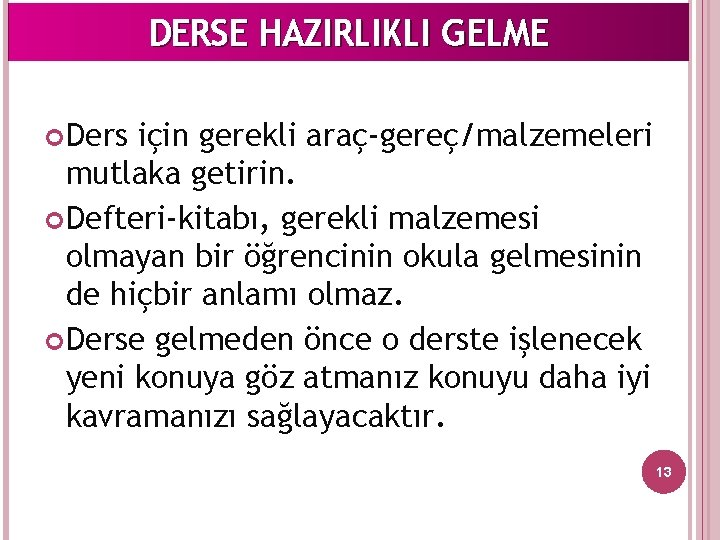 DERSE HAZIRLIKLI GELME
Ders için gerekli araç-gereç/malzemeleri
mutlaka getirin.
Defteri-kitabı, gerekli malzemesi
olmayan bir öğrencinin okula gelmesinin
de hiçbir anlamı olmaz.
Derse gelmeden önce o derste işlenecek
yeni konuya göz atmanız konuyu daha iyi
kavramanızı sağlayacaktır.
13